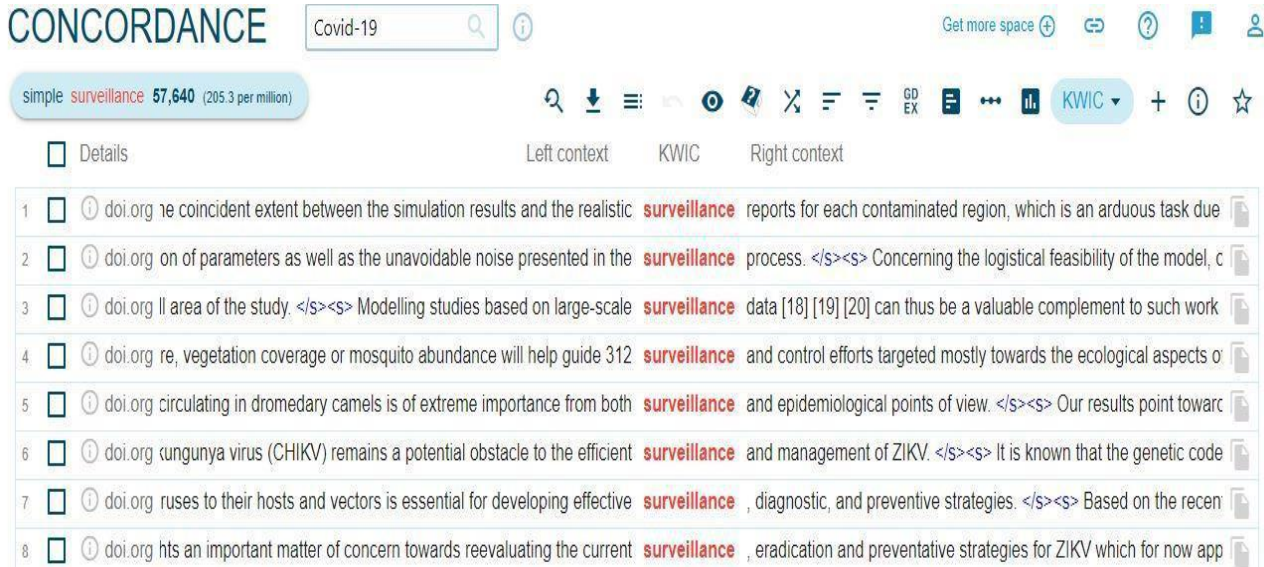 CONCORDANCE Covid-19 Get more space
simple surveillance 57,640 (205.3 per million) GD EX KWIC
Details Left context KWIC Right context
1 doi.org coincident extent between the simulation results and the realistic surveillance reports for each contaminated region, which is an arduous task due
2 doi.org on of parameters as well as the unavoidable noise presented in the surveillance process. </s><s> Concerning the logistical feasibility of the model,
3 doi.org ll area of the study. </s><s> Modelling studies based on large-scale surveillance data [18] [19] [20] can thus be a valuable complement to such work
4 doi.org re, vegetation coverage or mosquito abundance will help guide 312 surveillance and control efforts targeted mostly towards the ecological aspects
5 doi.org circulating in dromedary camels is of extreme importance from both surveillance and epidemiological points of view. </s><s> Our results point towarc
6 doi.org kungunya virus (CHIKV) remains a potential obstacle to the efficient surveillance and management of ZIKV. </s><s> It is known that the genetic code
7 doi.org ruses to their hosts and vectors is essential for developing effective surveillance , diagnostic, and preventive strategies. </s><s> Based on the recen
8 doi.org hts an important matter of concern towards reevaluating the current surveillance , eradication and preventative strategies for ZIKV which for now app